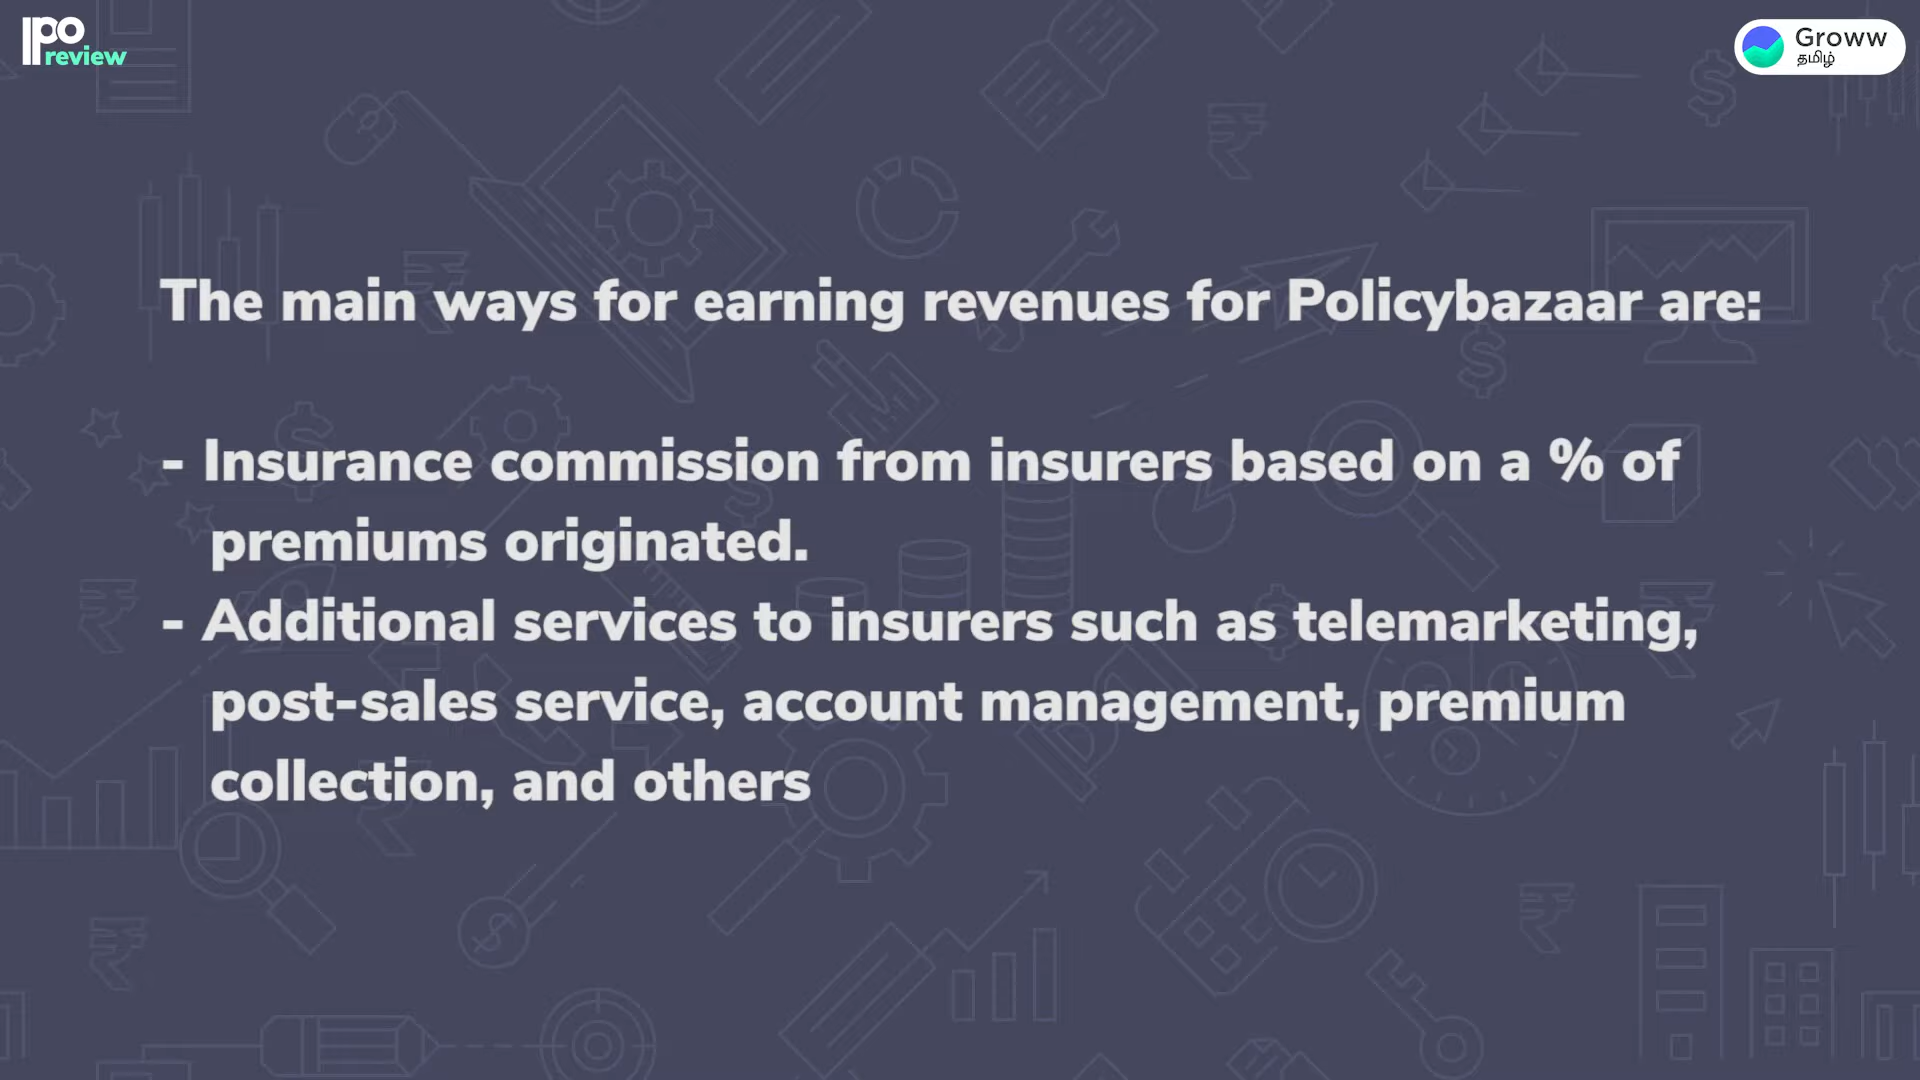 IPO
review
Groww
தமிழ்
The main ways for earning revenues for Policybazaar are:
- Insurance commission from insurers based on a % of
premiums originated.
- Additional services to insurers such as telemarketing,
post-sales service, account management, premium
collection, and others